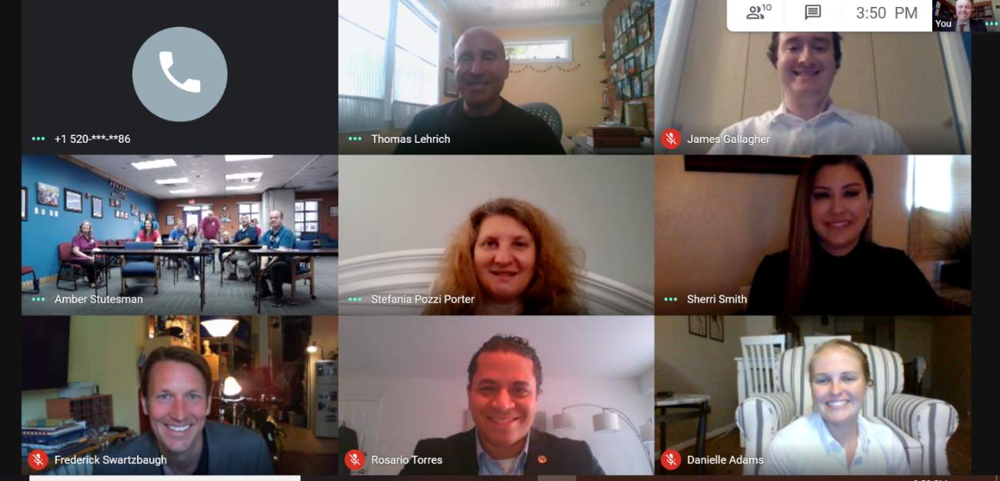 10
3:50 PM
You
+1 520-***-**86
Thomas Lehrich
James Gallagher
Amber Stutesman
Stefania Pozzi Porter
Sherri Smith
Frederick Swartzbaugh
Rosario Torres
Danielle Adams